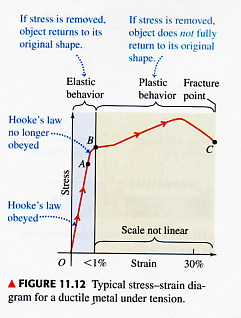 If stress is removed,
object returns to its
original shape.
If stress is removed,
object does not fully
return to its original
shape.
Elastic
behavior
Plastic
behavior
Fracture
point
Hooke's law
no longer
obeyed
B
A
C
Stress
Hooke's law
obeyed
Scale not linear
O
<1%
Strain
30%
▲ FIGURE 11.12 Typical stress–strain dia-
gram for a ductile metal under tension.